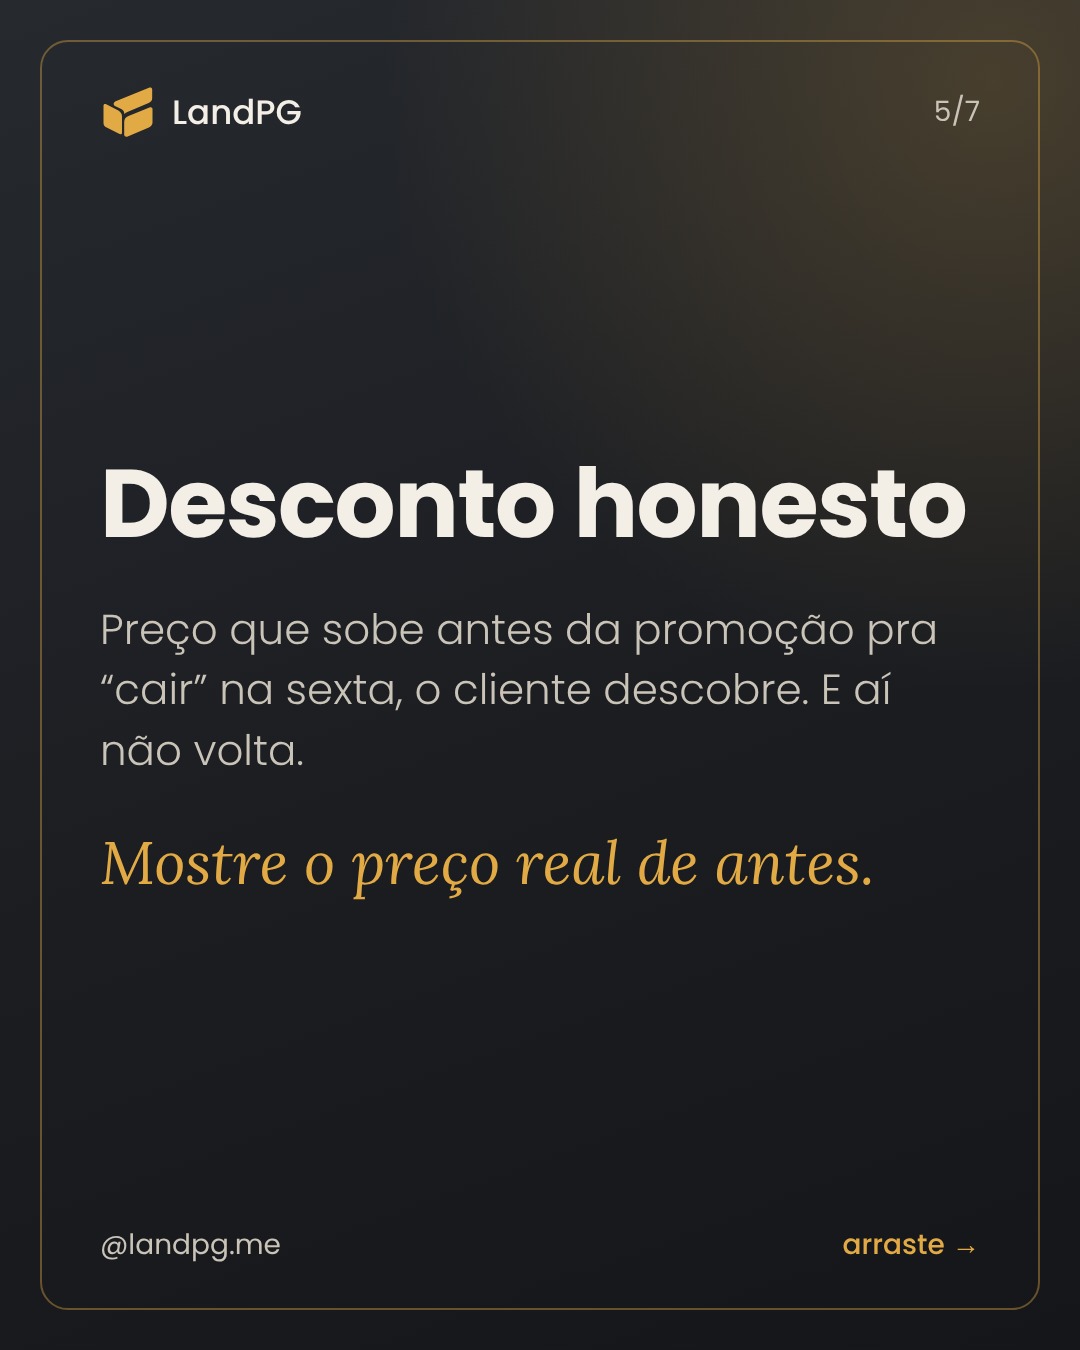 LandPG
5/7
Desconto honesto
Preço que sobe antes da promoção pra
“cair” na sexta, o cliente descobre. E aí
não volta.
Mostre o preço real de antes.
@landpg.me
arraste →